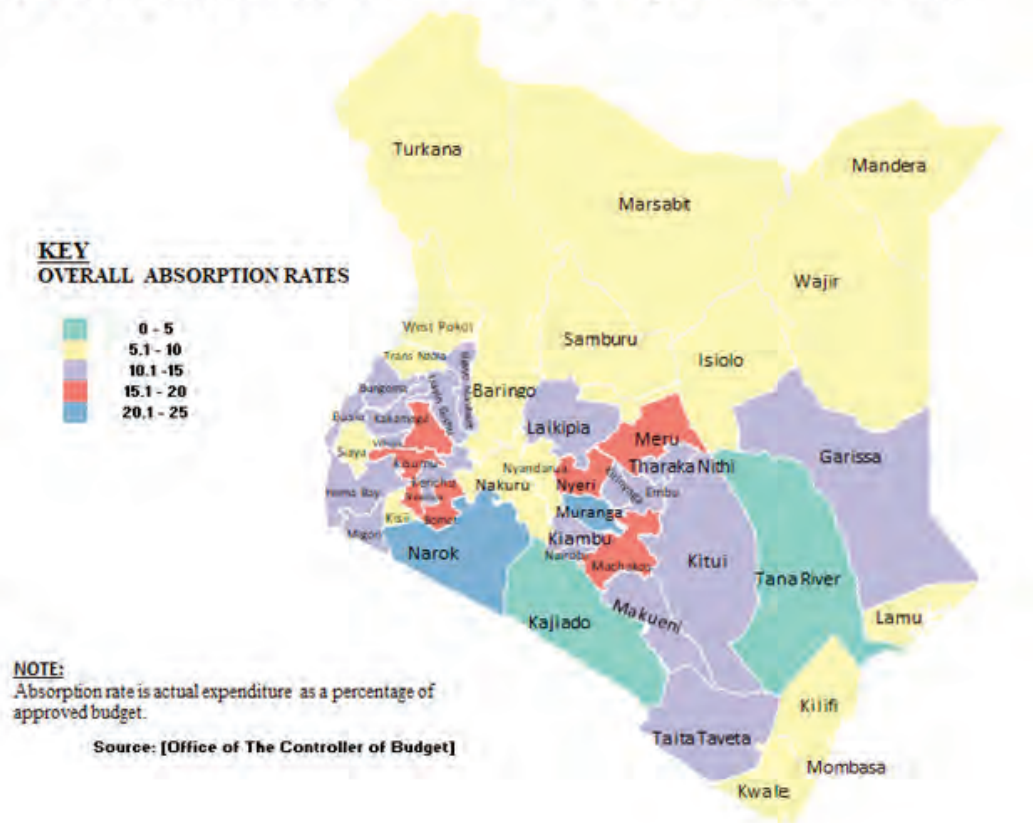 Turkana
Mandera
Marsabit
KEY
OVERALL ABSORPTION RATES
Wajir
0 - 5
5.1 - 10
10.1 -15
15.1 - 20
20.1 - 25
West Pokot
Samburu
Isiolo
Trans Nzoia
Baringo
Bungoma
Laikipia
Busia
Kakamega
Meru
Siaya
Kisumu
Tharaka Nithi
Garissa
Nyandarua
Kericho
Nakuru
Nyeri
Embu
Homa Bay
Muranga
Kisii
Bomet
Migori
Kiambu
Narok
Nairobi
Machakos
Kitui
Tana River
Makueni
Kajiado
Lamu
NOTE:
Absorption rate is actual expenditure as a percentage of
approved budget.
Kilifi
Source: [Office of The Controller of Budget]
Taita Taveta
Mombasa
Kwale